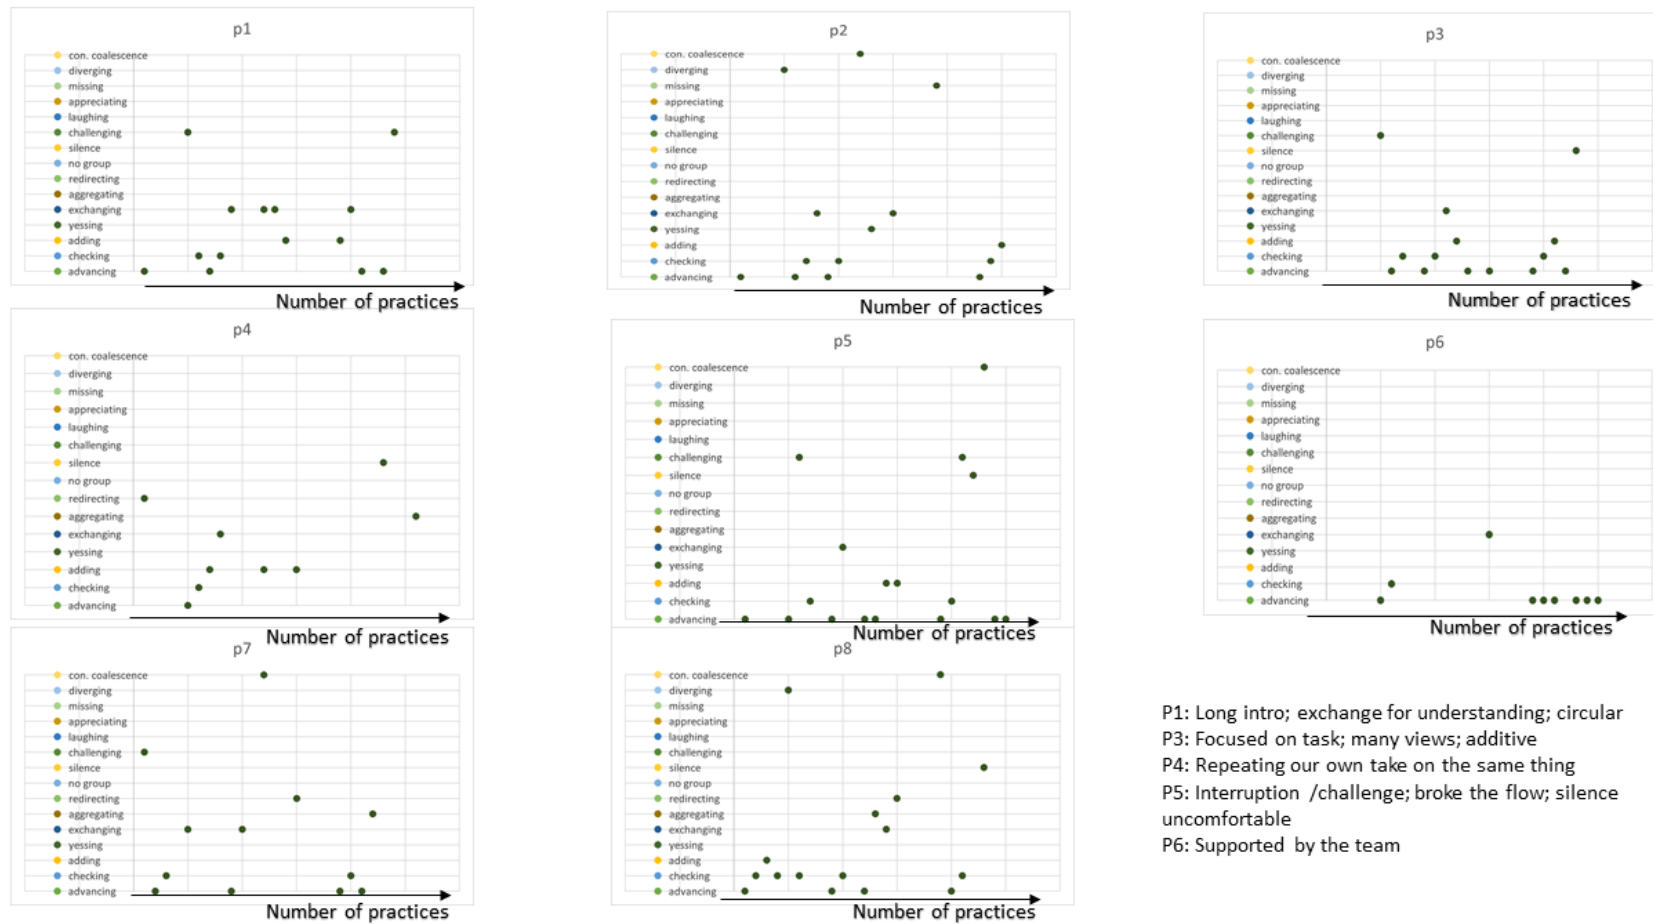 p1
con. coalescence
diverging
missing
appreciating
laughing
challenging
silence
no group
redirecting
aggregating
exchanging
yessing
adding
checking
advancing
Number of practices
p2
con. coalescence
diverging
missing
appreciating
laughing
challenging
silence
no group
redirecting
aggregating
exchanging
yessing
adding
checking
advancing
Number of practices
p3
con. coalescence
diverging
missing
appreciating
laughing
challenging
silence
no group
redirecting
aggregating
exchanging
yessing
adding
checking
advancing
Number of practices
p4
con. coalescence
diverging
missing
appreciating
laughing
challenging
silence
no group
redirecting
aggregating
exchanging
yessing
adding
checking
advancing
Number of practices
p5
con. coalescence
diverging
missing
appreciating
laughing
challenging
silence
no group
redirecting
aggregating
exchanging
yessing
adding
checking
advancing
Number of practices
p6
con. coalescence
diverging
missing
appreciating
laughing
challenging
silence
no group
redirecting
aggregating
exchanging
yessing
adding
checking
advancing
Number of practices
p7
con. coalescence
diverging
missing
appreciating
laughing
challenging
silence
no group
redirecting
aggregating
exchanging
yessing
adding
checking
advancing
Number of practices
p8
con. coalescence
diverging
missing
appreciating
laughing
challenging
silence
no group
redirecting
aggregating
exchanging
yessing
adding
checking
advancing
Number of practices
P1: Long intro; exchange for understanding; circular
P3: Focused on task; many views; additive
P4: Repeating our own take on the same thing
P5: Interruption /challenge; broke the flow; silence
uncomfortable
P6: Supported by the team